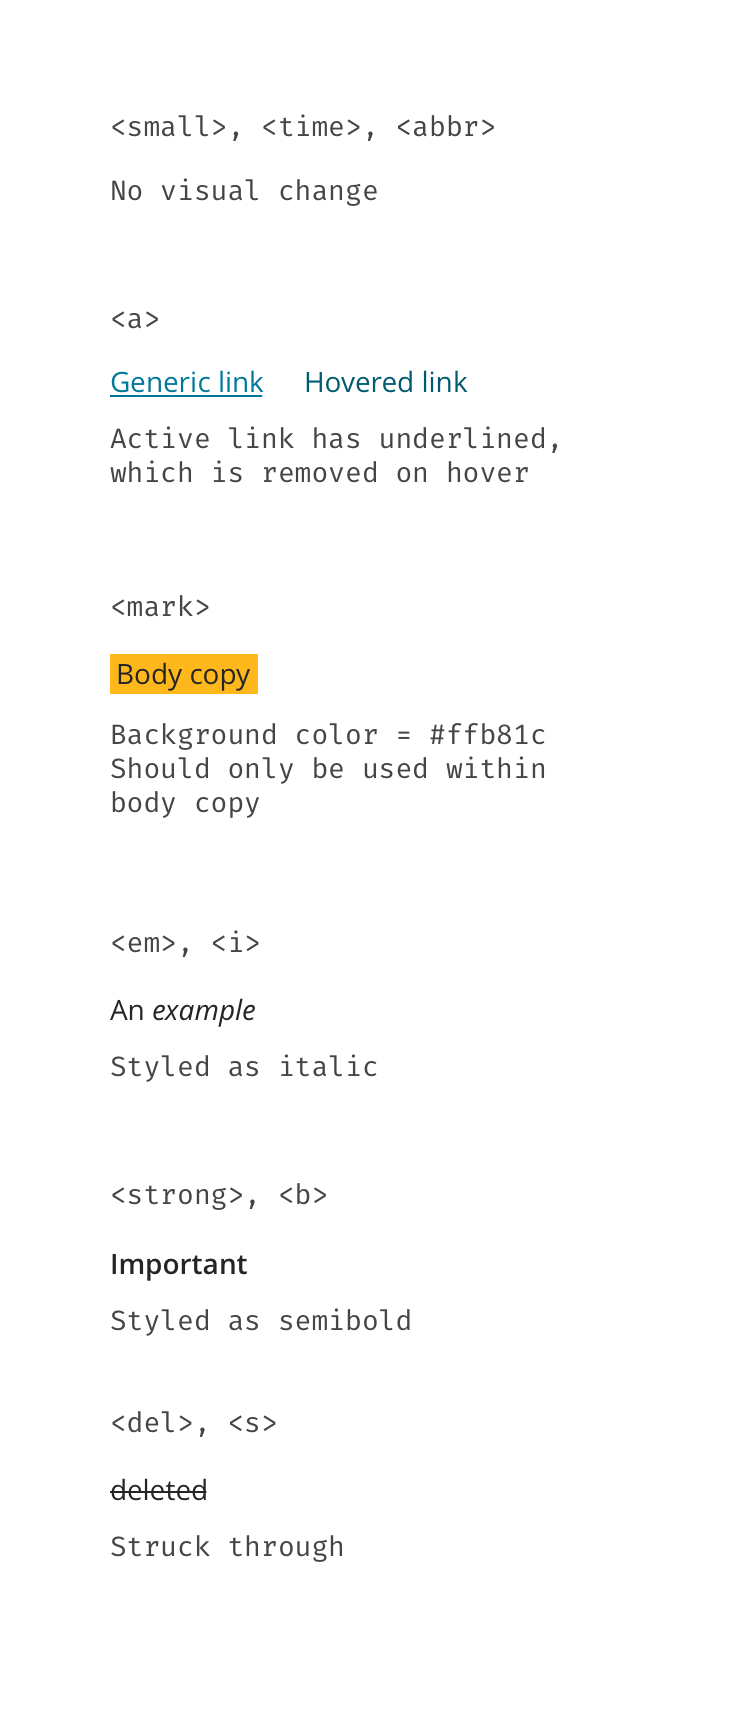 <small>, <time>, <abbr>
No visual change
<a>
Generic link Hovered link
Active link has underlined,
which is removed on hover
<mark>
Body copy
Background color = #ffb81c
Should only be used within
body copy
<em>, <i>
An example
Styled as italic
<strong>, <b>
Important
Styled as semibold
<del>, <s>
deleted
Struck through